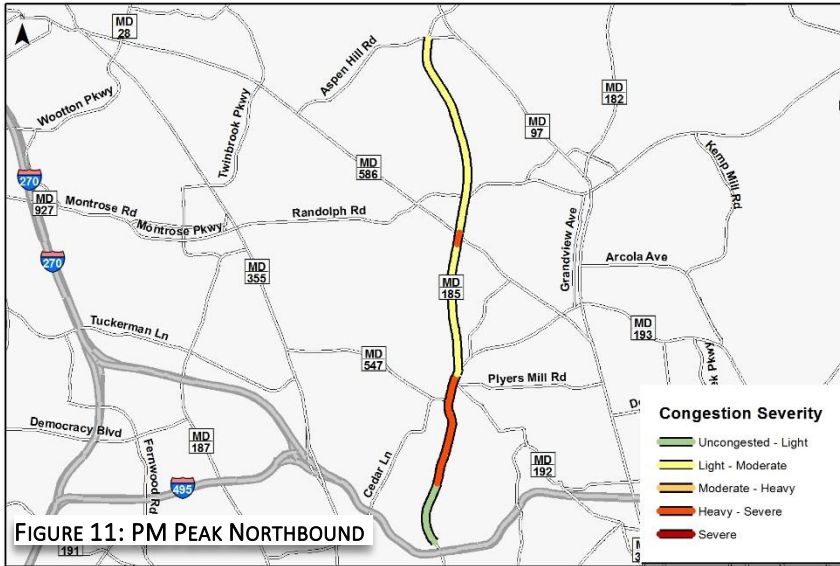 MD
28
Aspen Hill Rd
MD
182
Wootton Pkwy
Twinbrook Pkwy
MD
97
Kemp Mill Rd
270
MD
586
MD
927
Montrose Rd
Montrose Pkwy
Randolph Rd
Grandview Ave
270
MD
355
Arcola Ave
MD
185
Tuckerman Ln
MD
193
MD
547
Plyers Mill Rd
Democracy Blvd
MD
187
Fernwood Rd
Cedar Ln
MD
192
495
191
FIGURE 11: PM PEAK NORTHBOUND
Congestion Severity
Uncongested - Light
Light - Moderate
Moderate - Heavy
Heavy - Severe
Severe